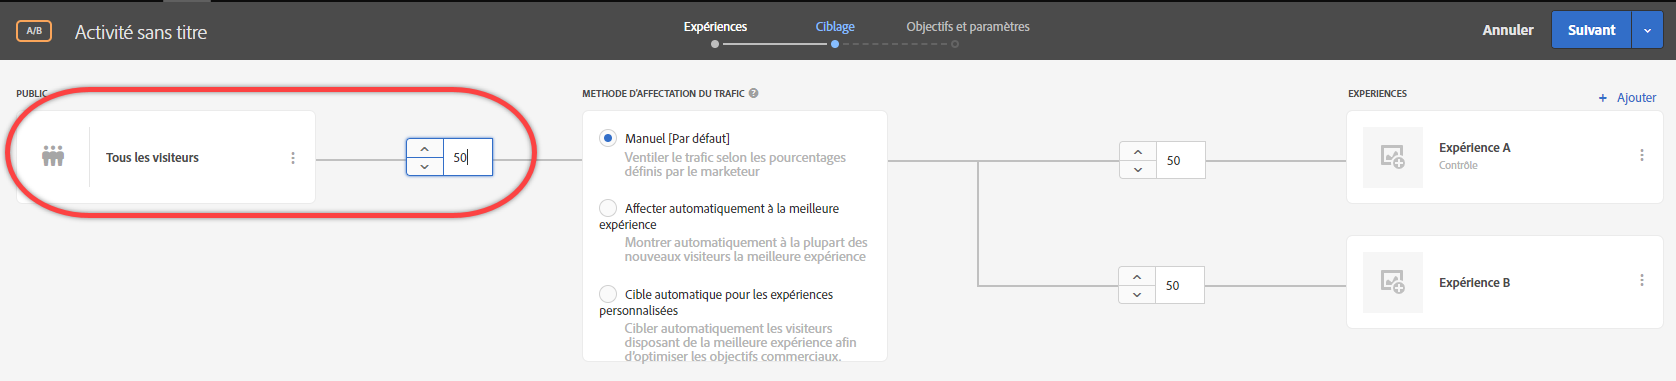 A/B
Activité sans titre
Expériences
Ciblage
Objectifs et paramètres
Annuler
Suivant
PUBLIC
Tous les visiteurs
50
METHODE D'AFFECTATION DU TRAFIC ?
Manuel [Par défaut]
Ventiler le trafic selon les pourcentages
définis par le marketeur
Affecter automatiquement à la meilleure
expérience
Montrer automatiquement à la plupart des
nouveaux visiteurs la meilleure expérience
Cible automatique pour les expériences
personnalisées
Cibler automatiquement les visiteurs
disposant de la meilleure expérience afin
d'optimiser les objectifs commerciaux.
50
50
EXPERIENCES
+ Ajouter
Expérience A
Contrôle
Expérience B